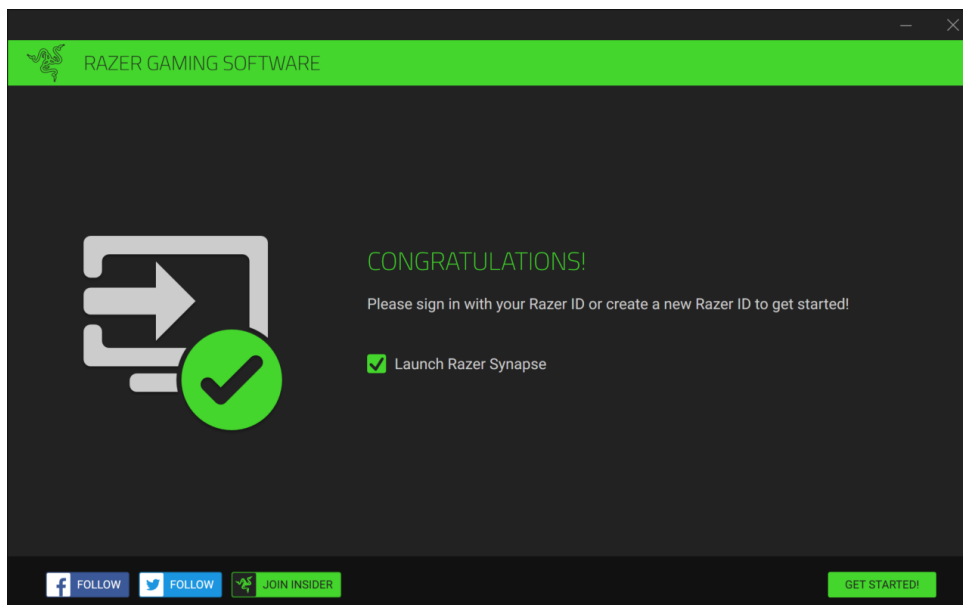 RAZER GAMING SOFTWARE
CONGRATULATIONS!
Please sign in with your Razer ID or create a new Razer ID to get started!
Launch Razer Synapse
FOLLOW FOLLOW JOIN INSIDER GET STARTED!